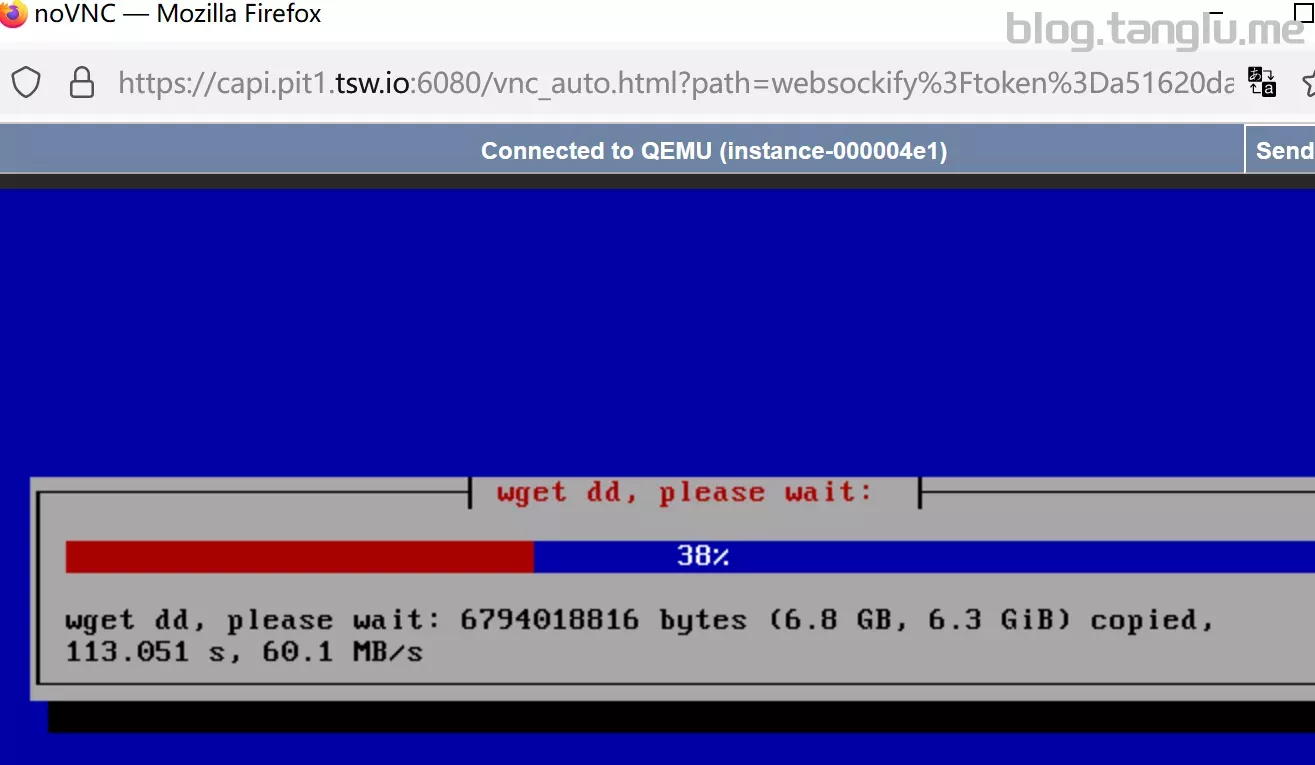 noVNC — Mozilla Firefox
blog.tanglu.me
https://capi.pit1.tsw.io:6080/vnc_auto.html?path=websockify%3Ftoken%3Da51620da
Connected to QEMU (instance-000004e1)
Send
wget dd, please wait:
38%
wget dd, please wait: 6794018816 bytes (6.8 GB, 6.3 GiB) copied,
113.051 s, 60.1 MB/s